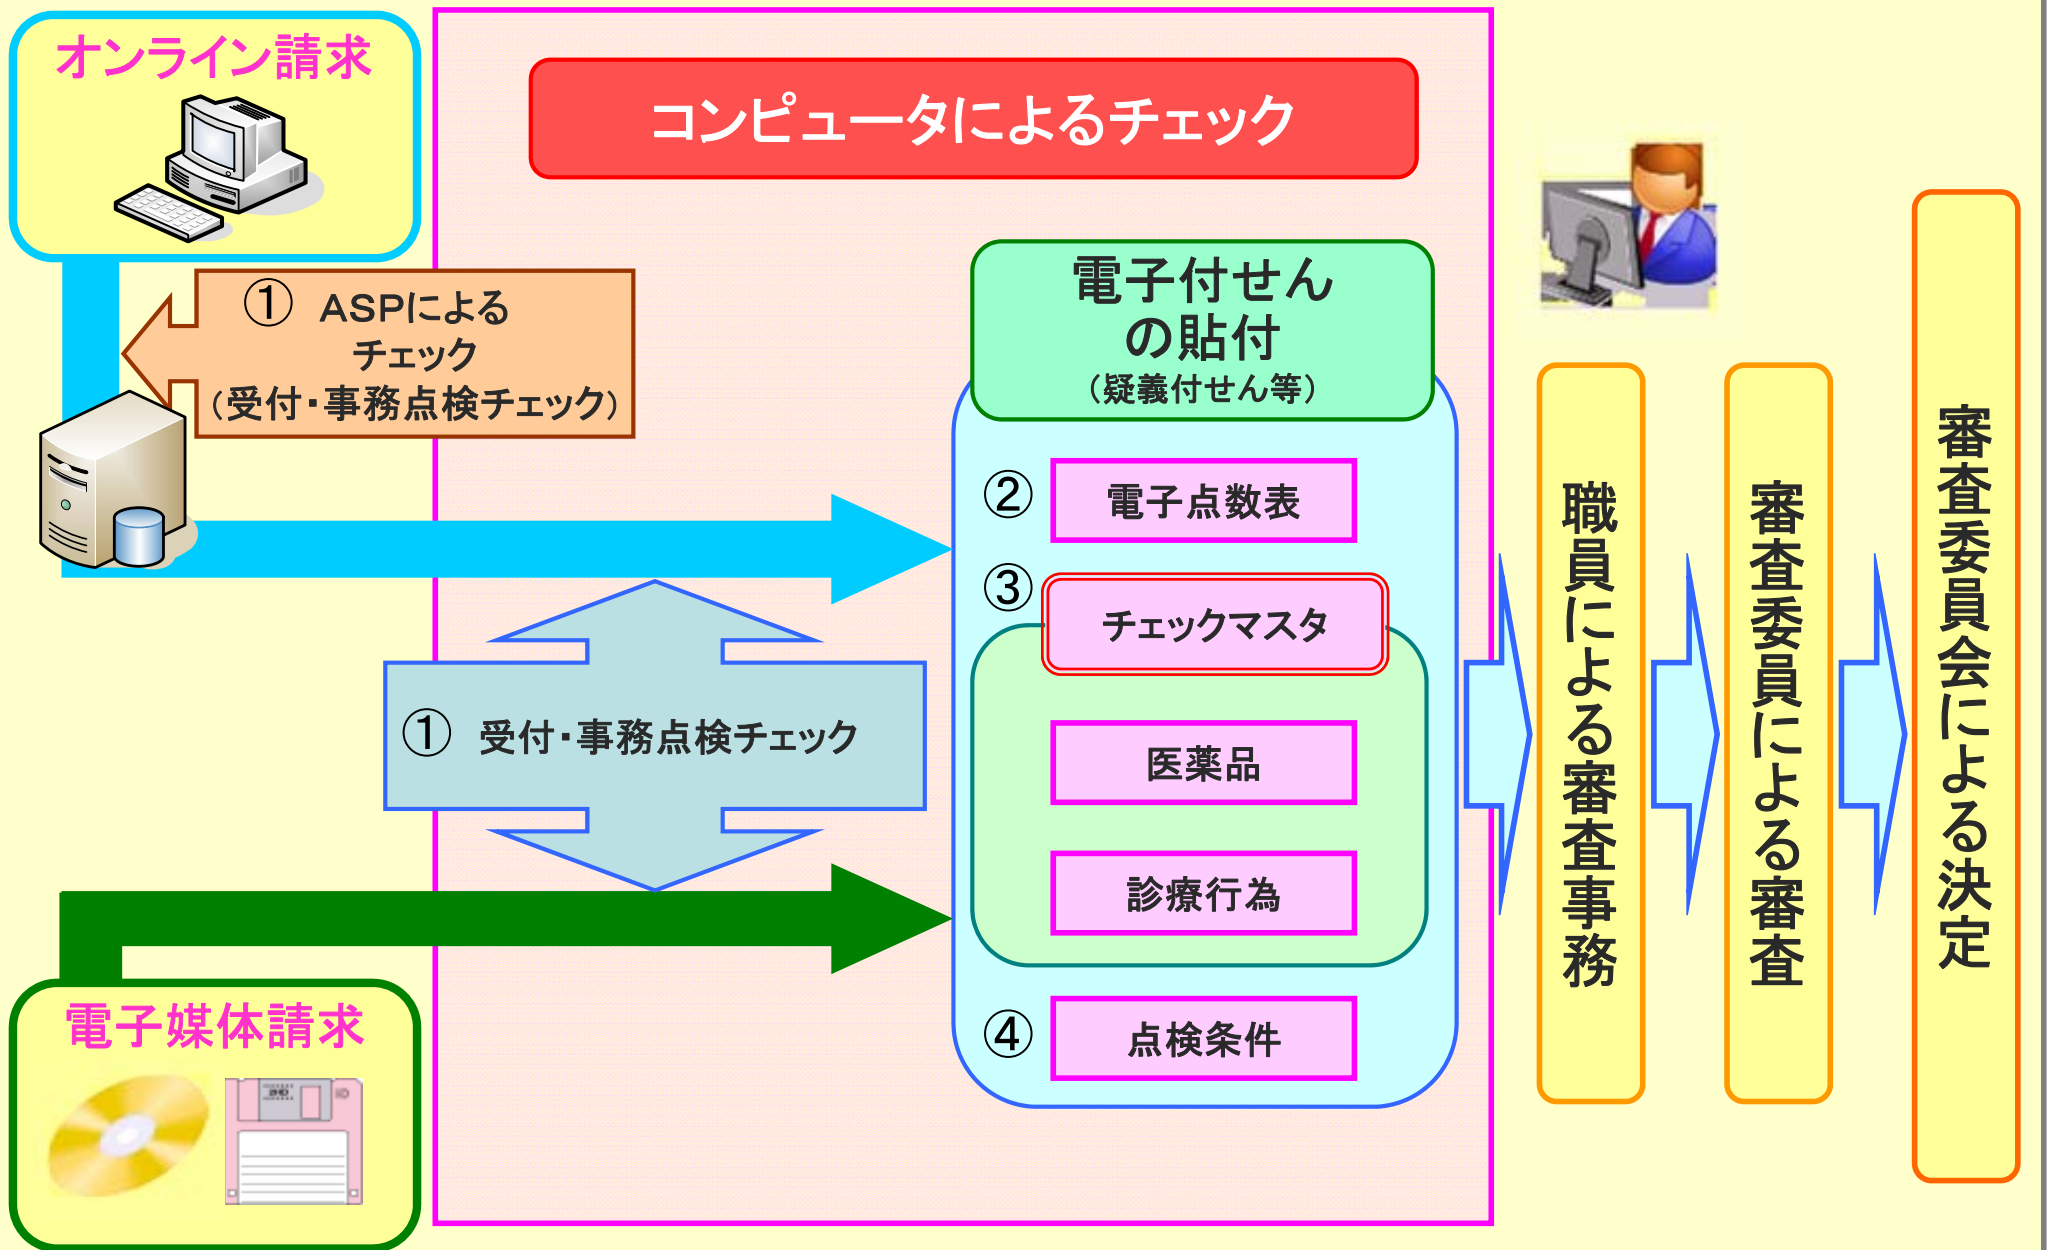 オンライン請求
コンピュータによるチェック
① ASPによる
チェック
(受付・事務点検チェック)
電子付せん
の貼付
(疑義付せん等)
② 電子点数表
③ チェックマスタ
医薬品
診療行為
④ 点検条件
① 受付・事務点検チェック
電子媒体請求
職員による審査事務
審査委員による審査
審査委員会による決定